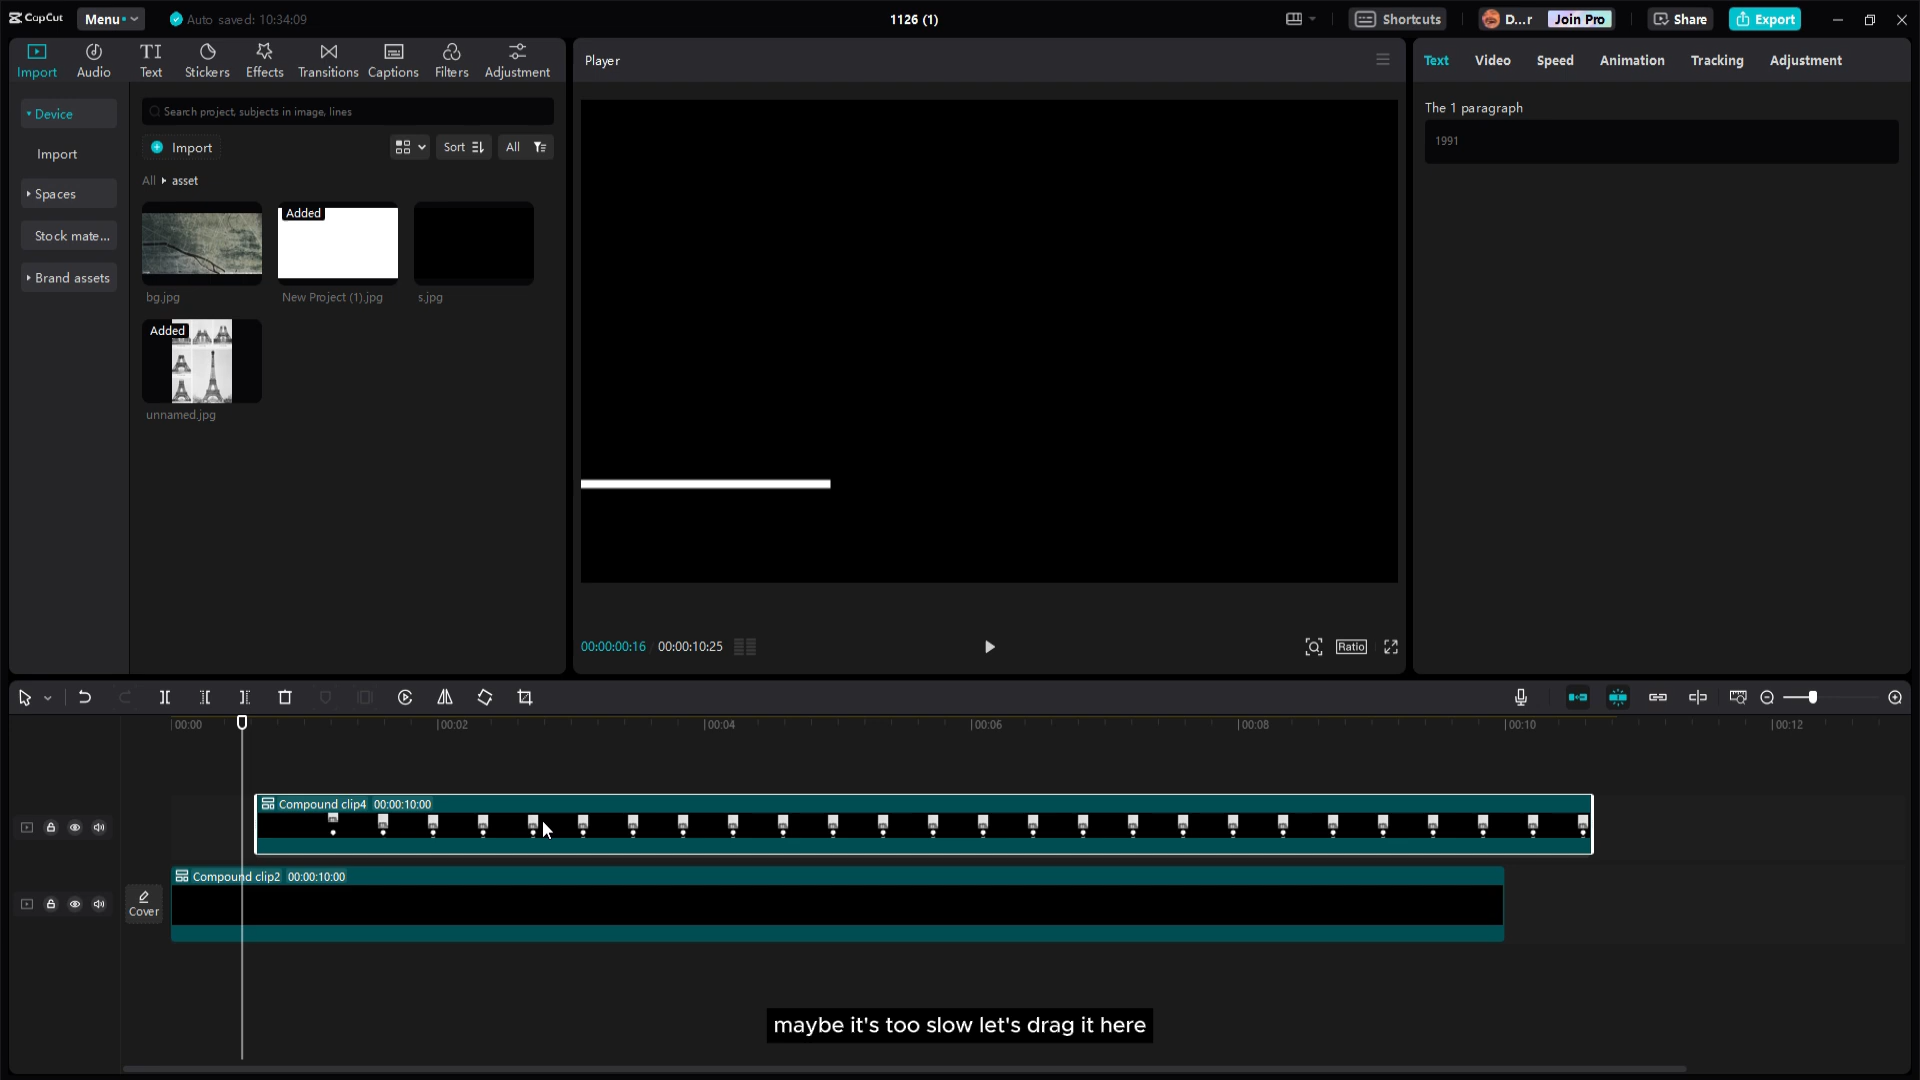 CapCut
Menu
Auto saved: 10:34:09
1126 (1)
Shortcuts
D...r
Join Pro
Share
Export
Import
Audio
TI
Text
Stickers
Effects
Transitions
Captions
Filters
Adjustment
Device
Import
Spaces
Stock mate...
Brand assets
Search project, subjects in image, lines
Import
Sort
All
All
asset
Added
bg.jpg
New Project (1).jpg
s.jpg
Added
unnamed.jpg
Player
00:00:00:16
00:00:10:25
Ratio
Text
Video
Speed
Animation
Tracking
Adjustment
The 1 paragraph
1991
00:00
00:02
00:04
00:06
00:08
00:10
00:12
Compound clip4 00:00:10:00
Cover
Compound clip2 00:00:10:00
maybe it's too slow let's drag it here